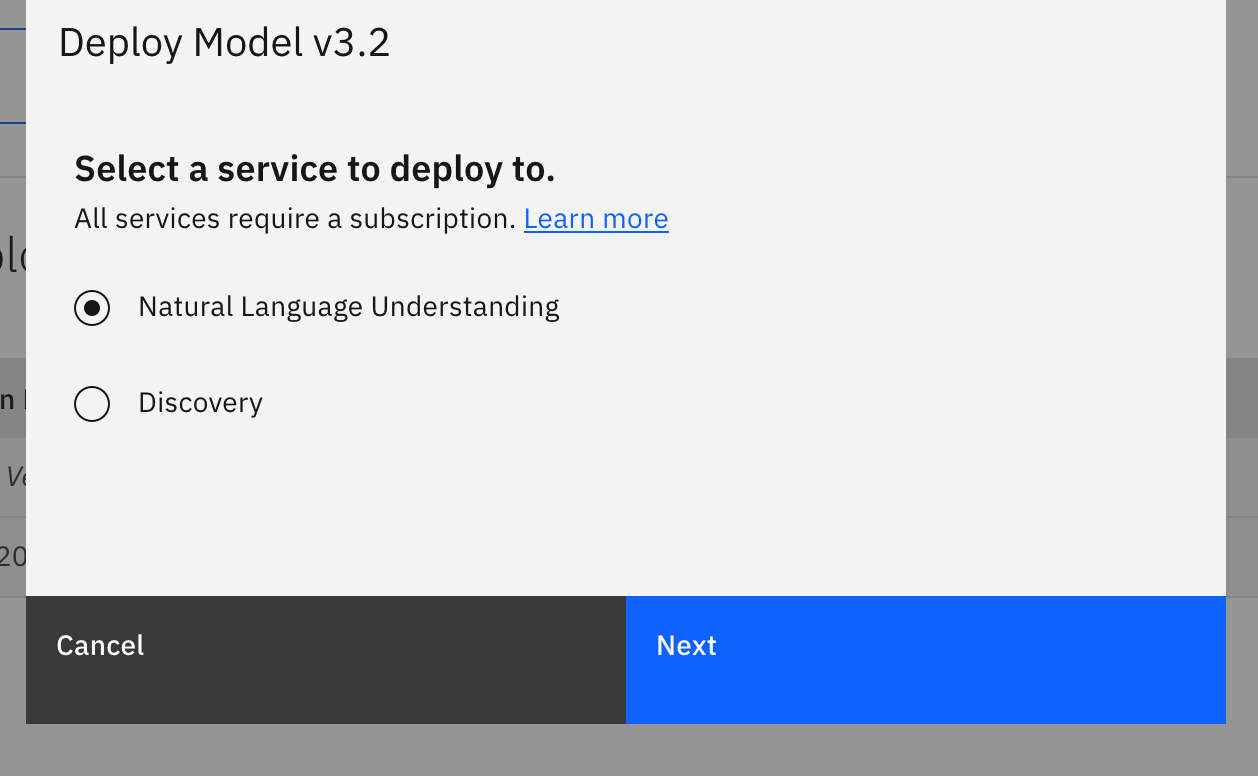 Deploy Model v3.2
Select a service to deploy to.
All services require a subscription. Learn more
Natural Language Understanding
Discovery
20
Cancel
Next